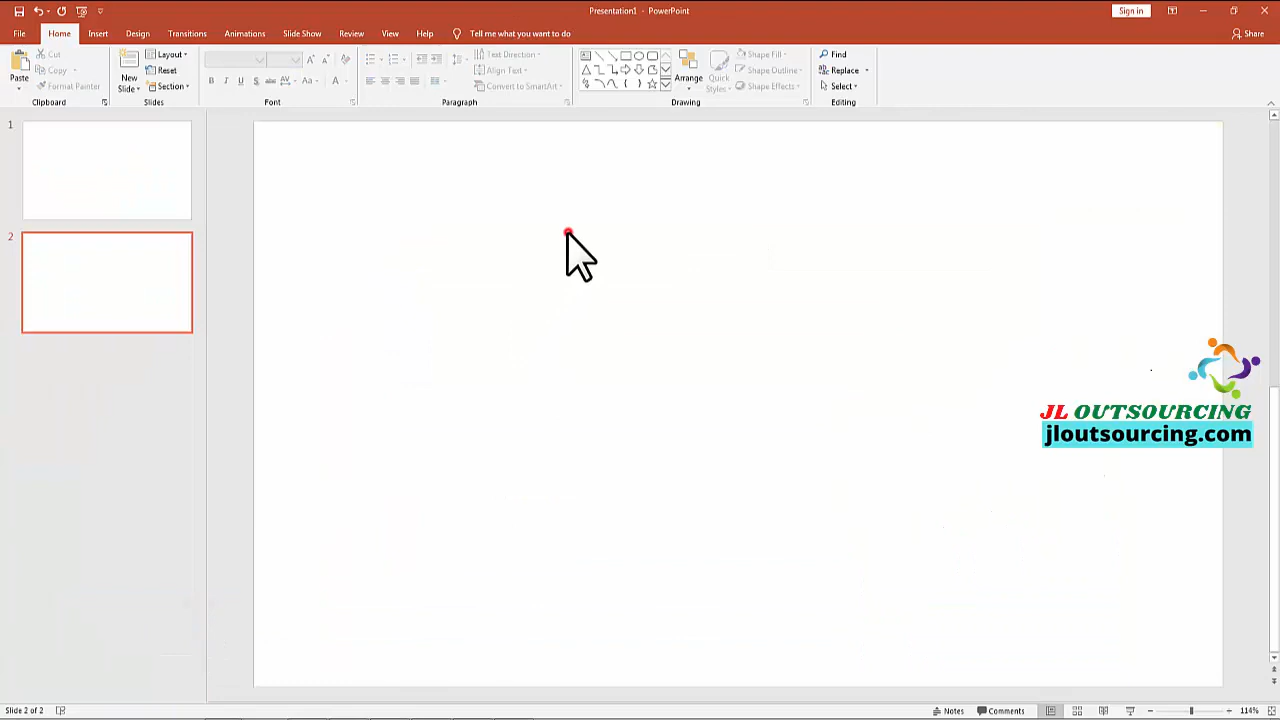 Presentation1 - PowerPoint
Sign in
File
Home
Insert
Design
Transitions
Animations
Slide Show
Review
View
Help
Tell me what you want to do
Share
Paste
Cut
Copy
Format Painter
Clipboard
New
Slide
Layout
Reset
Section
Slides
B I U S abc AV Aa A
Font
Text Direction
Align Text
Convert to SmartArt
Paragraph
Arrange
Quick
Styles
Shape Fill
Shape Outline
Shape Effects
Drawing
Find
Replace
Select
Editing
1
2
JL OUTSOURCING
jloutsourcing.com
Slide 2 of 2
Notes
Comments
114%